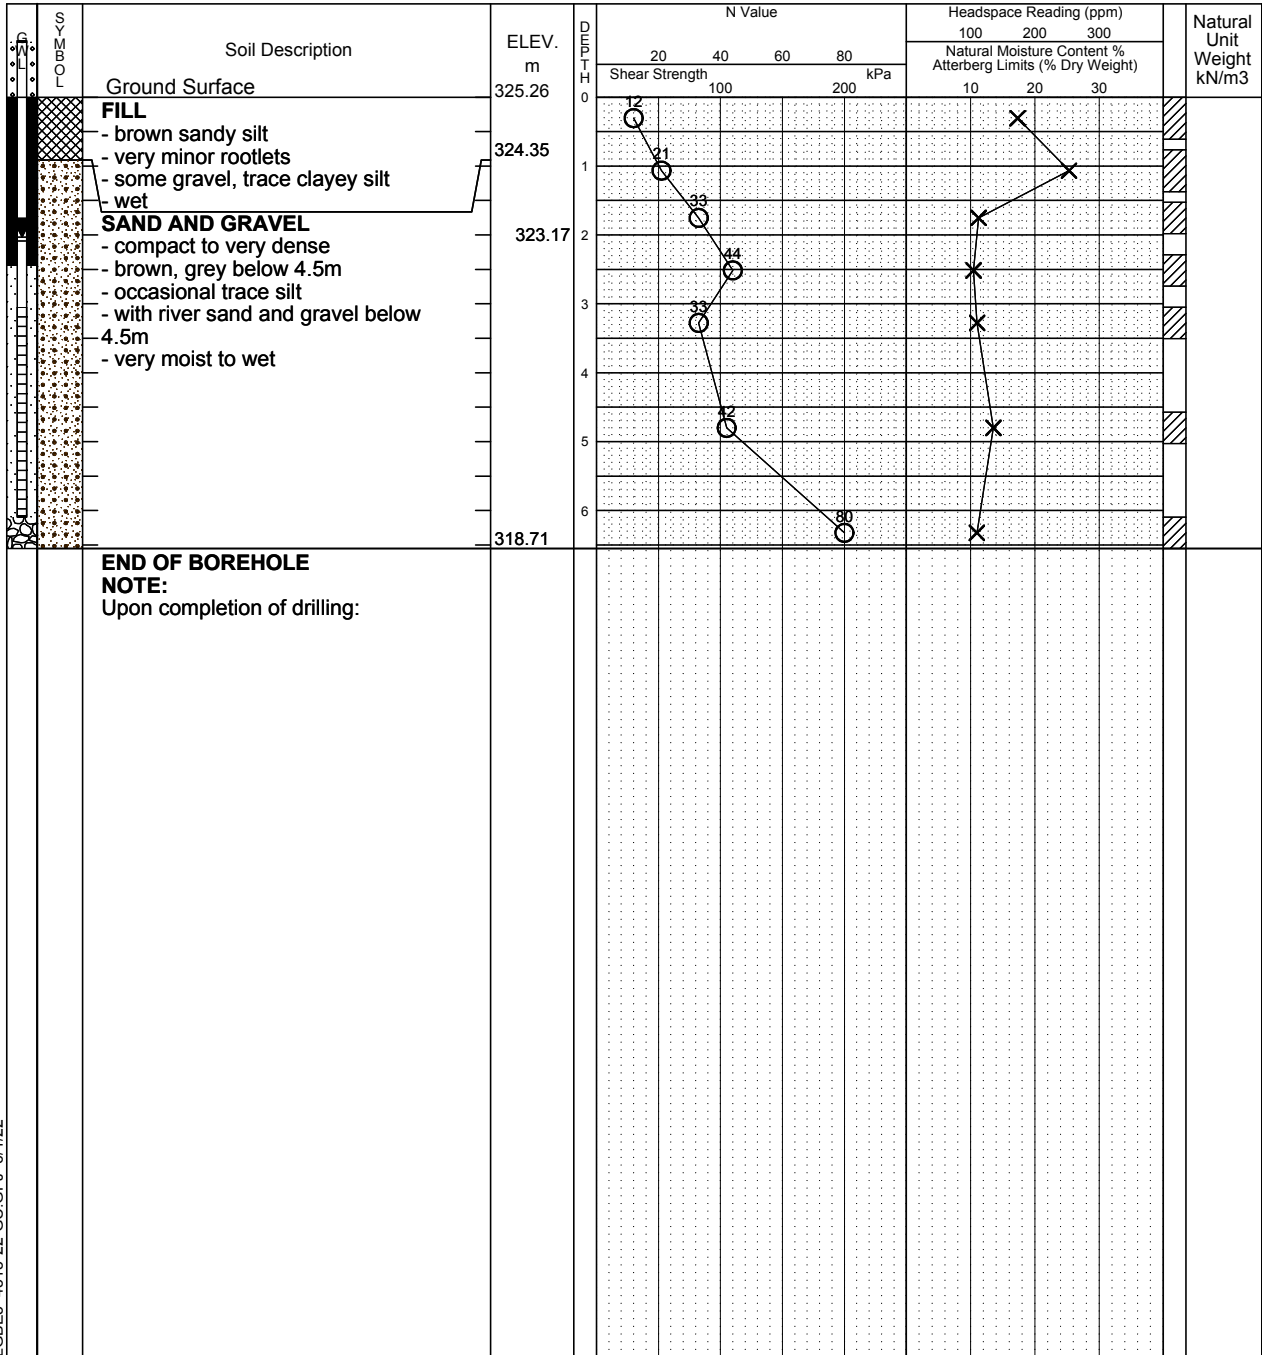 GWL
SYMBOL
Soil Description
ELEV.
m
DEPTH
N Value
20 40 60 80
Shear Strength kPa
100 200
Headspace Reading (ppm)
100 200 300
Natural Moisture Content %
Atterberg Limits (% Dry Weight)
10 20 30
Natural
Unit
Weight
kN/m3
Ground Surface
325.26
0
FILL
12
- brown sandy silt
- very minor rootlets
324.35
21
1
- some gravel, trace clayey silt
- wet
33
SAND AND GRAVEL
323.17
2
- compact to very dense
44
- brown, grey below 4.5m
- occasional trace silt
3
- with river sand and gravel below
33
4.5m
- very moist to wet
4
42
5
6
80
318.71
END OF BOREHOLE
NOTE:
Upon completion of drilling: